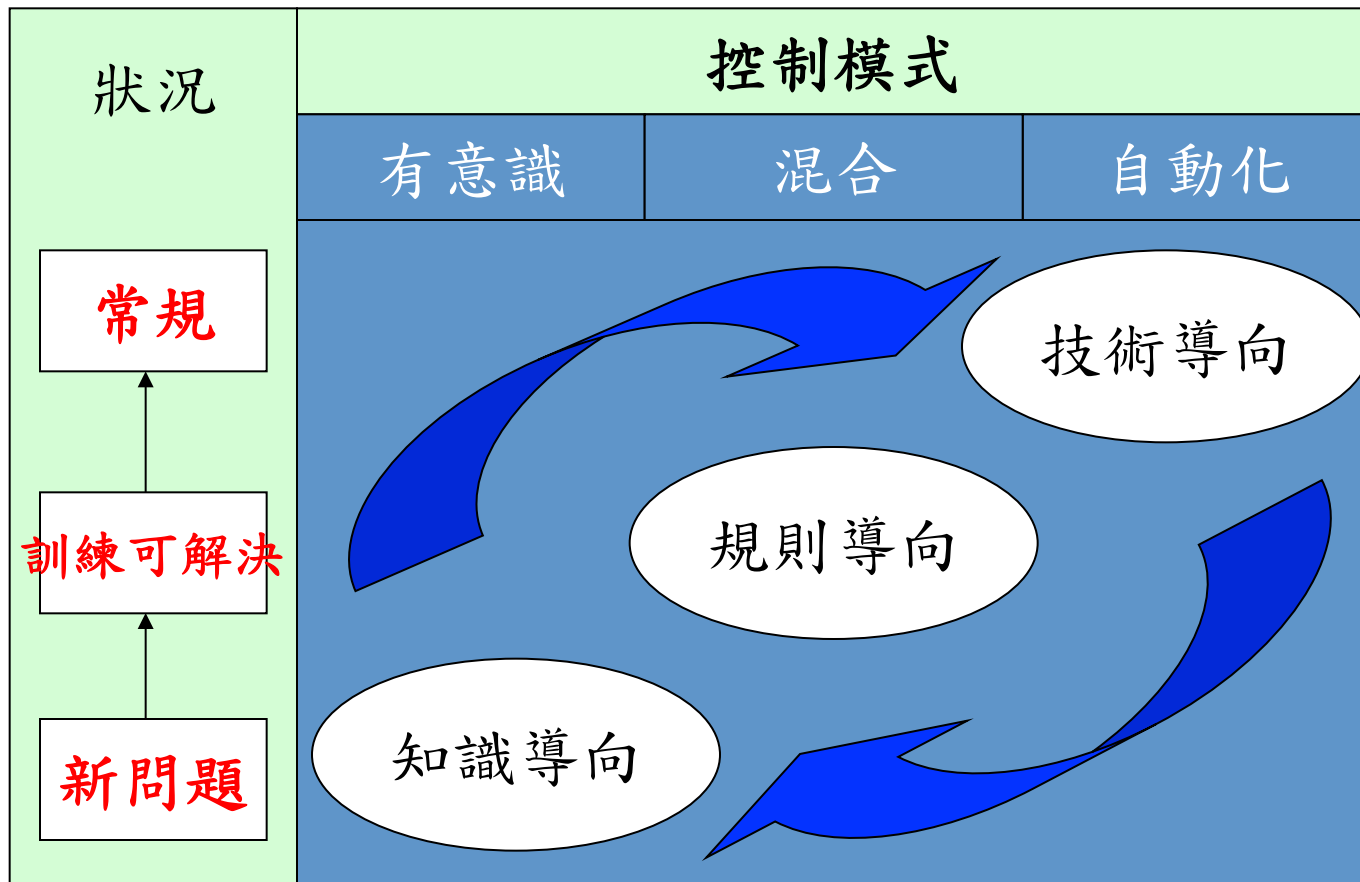 狀況
控制模式
有意識
混合
自動化
常規
技術導向
訓練可解決
規則導向
新問題
知識導向